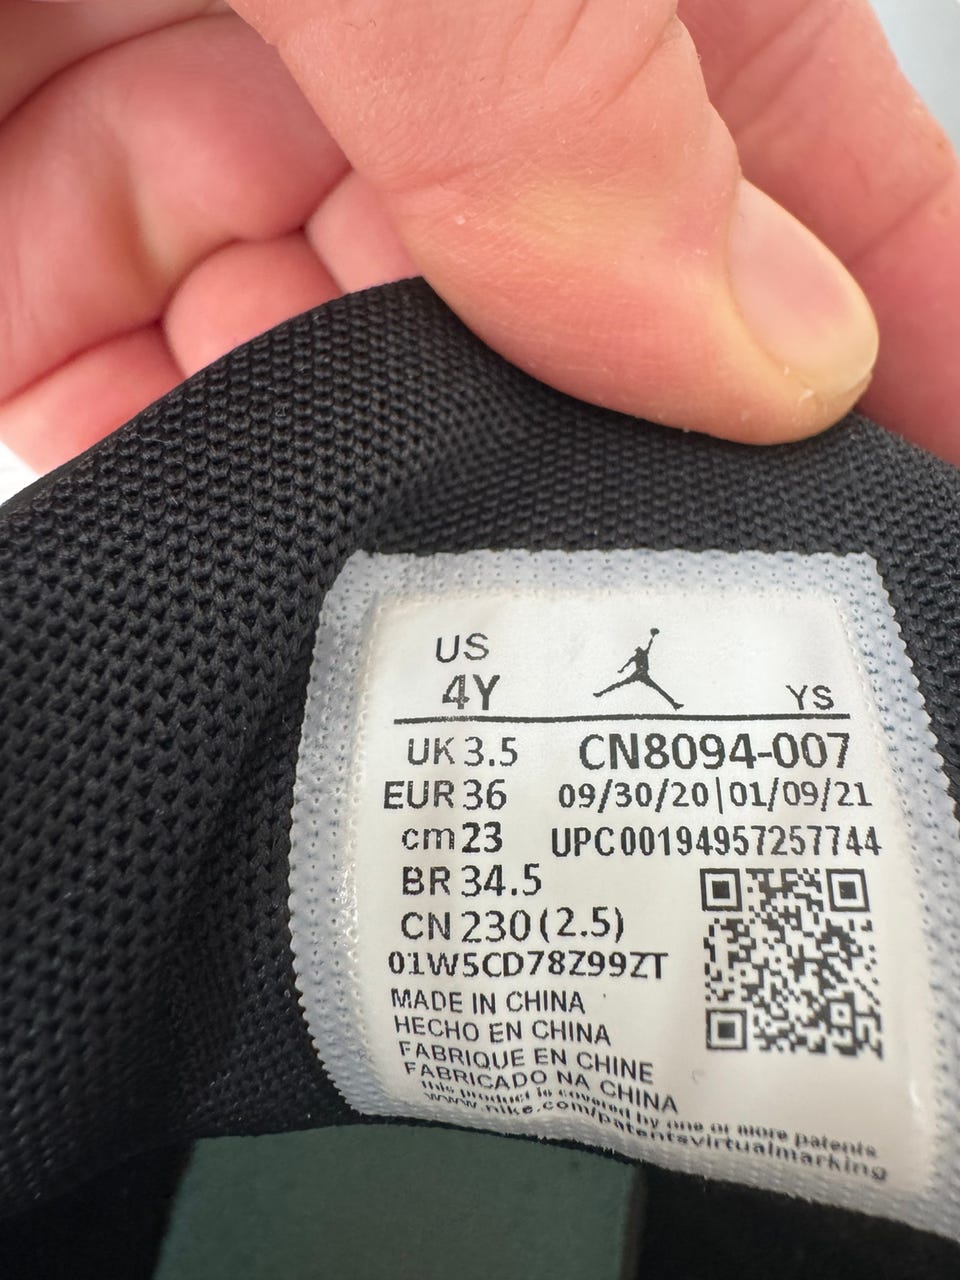 US
4Y
YS
UK 3.5 CN8094-007
EUR 36 09/30/20|01/09/21
cm 23 UPC00194957257744
BR 34.5
CN 230(2.5)
01W5CD78Z99ZT
MADE IN CHINA
HECHO EN CHINA
FABRIQUE EN CHINE
FABRICADO NA CHINA
this product is covered by one or more patents
www.nike.com/patentsvirtualmarking